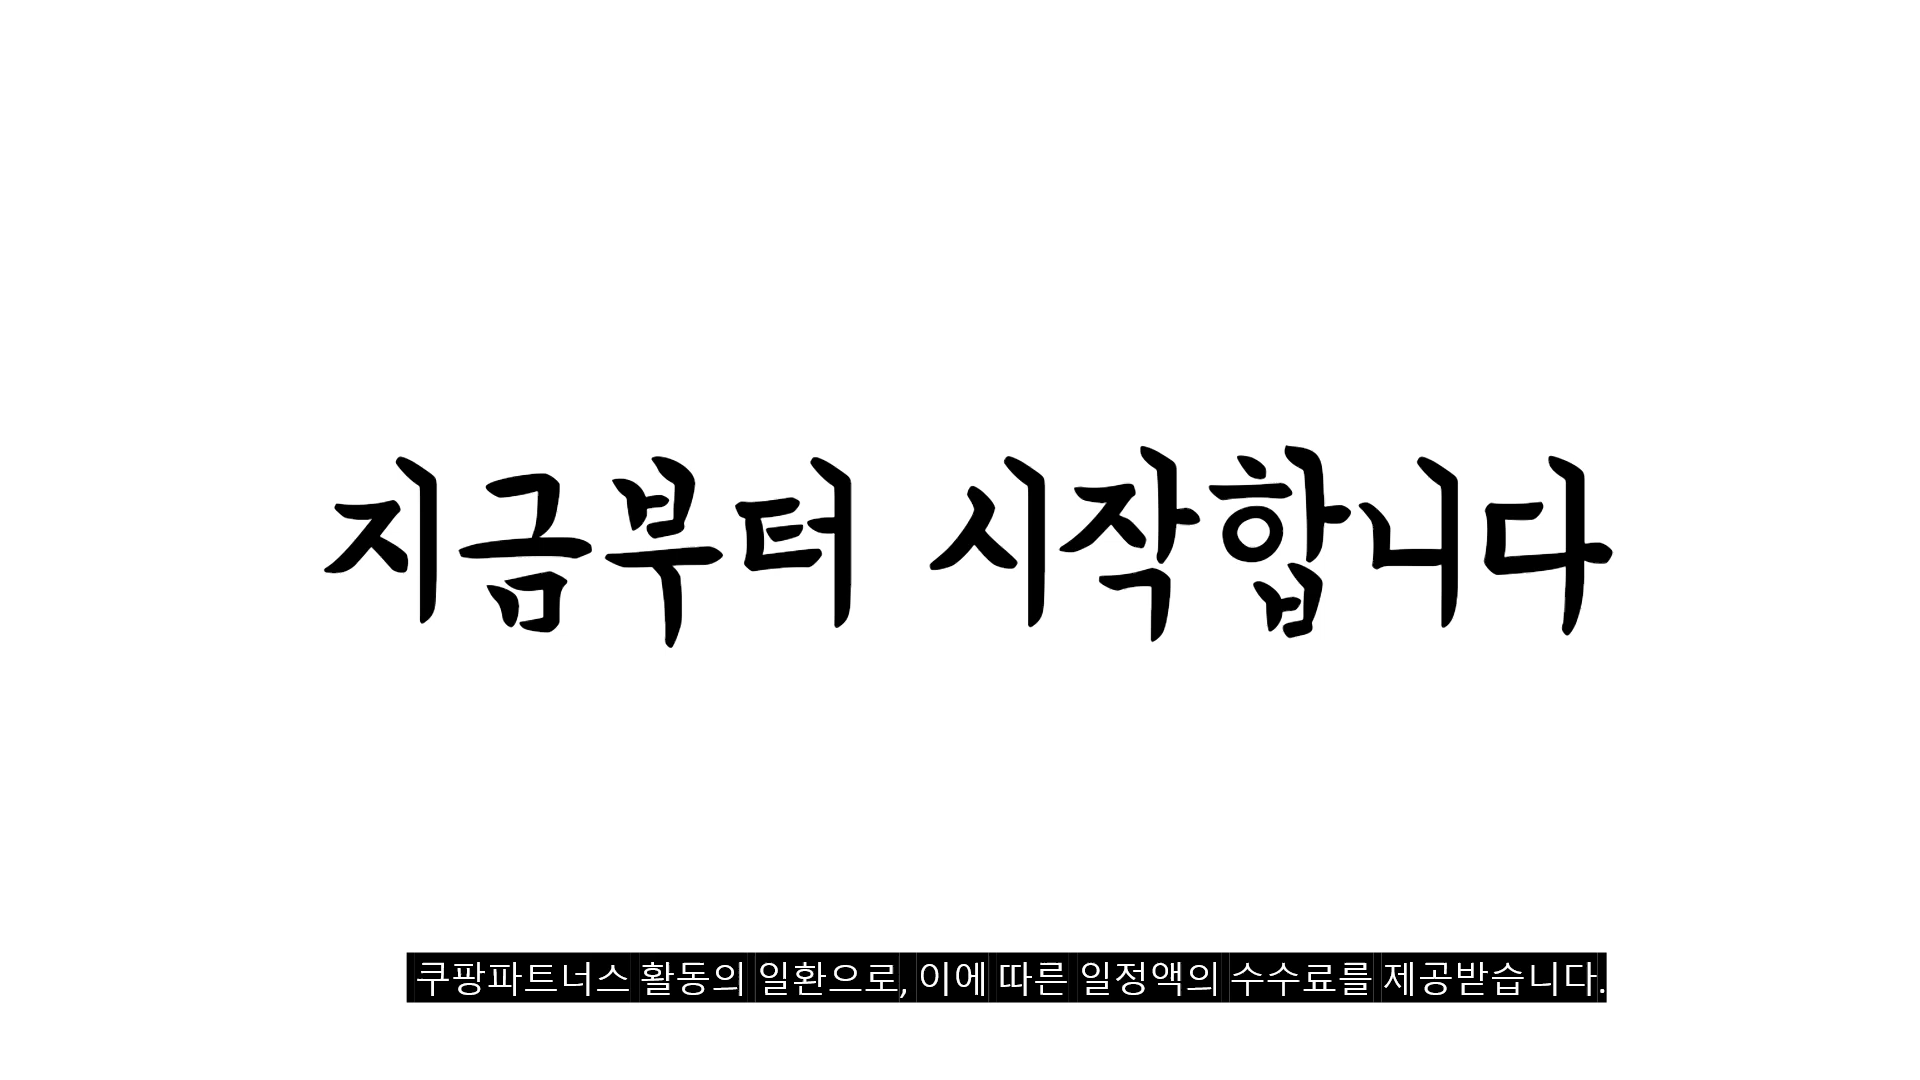 지금부터 시작합니다
쿠팡파트너스 활동의 일환으로, 이에 따른 일정액의 수수료를 제공받습니다.